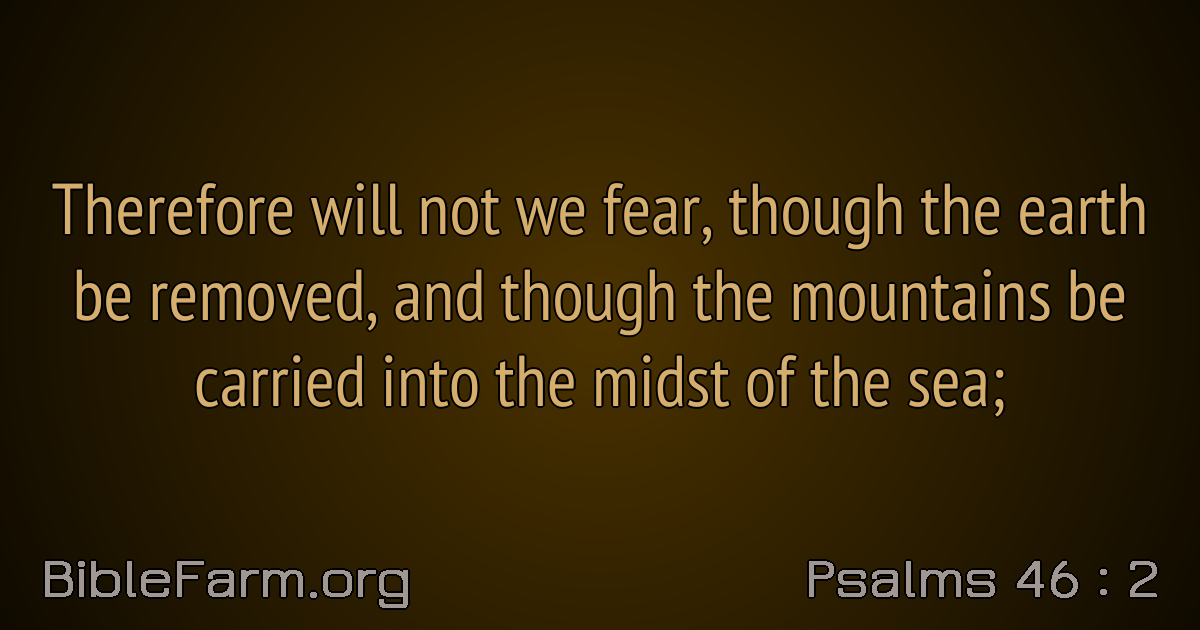 Therefore will not we fear, though the earth
be removed, and though the mountains be
carried into the midst of the sea;
BibleFarm.org
Psalms 46 : 2